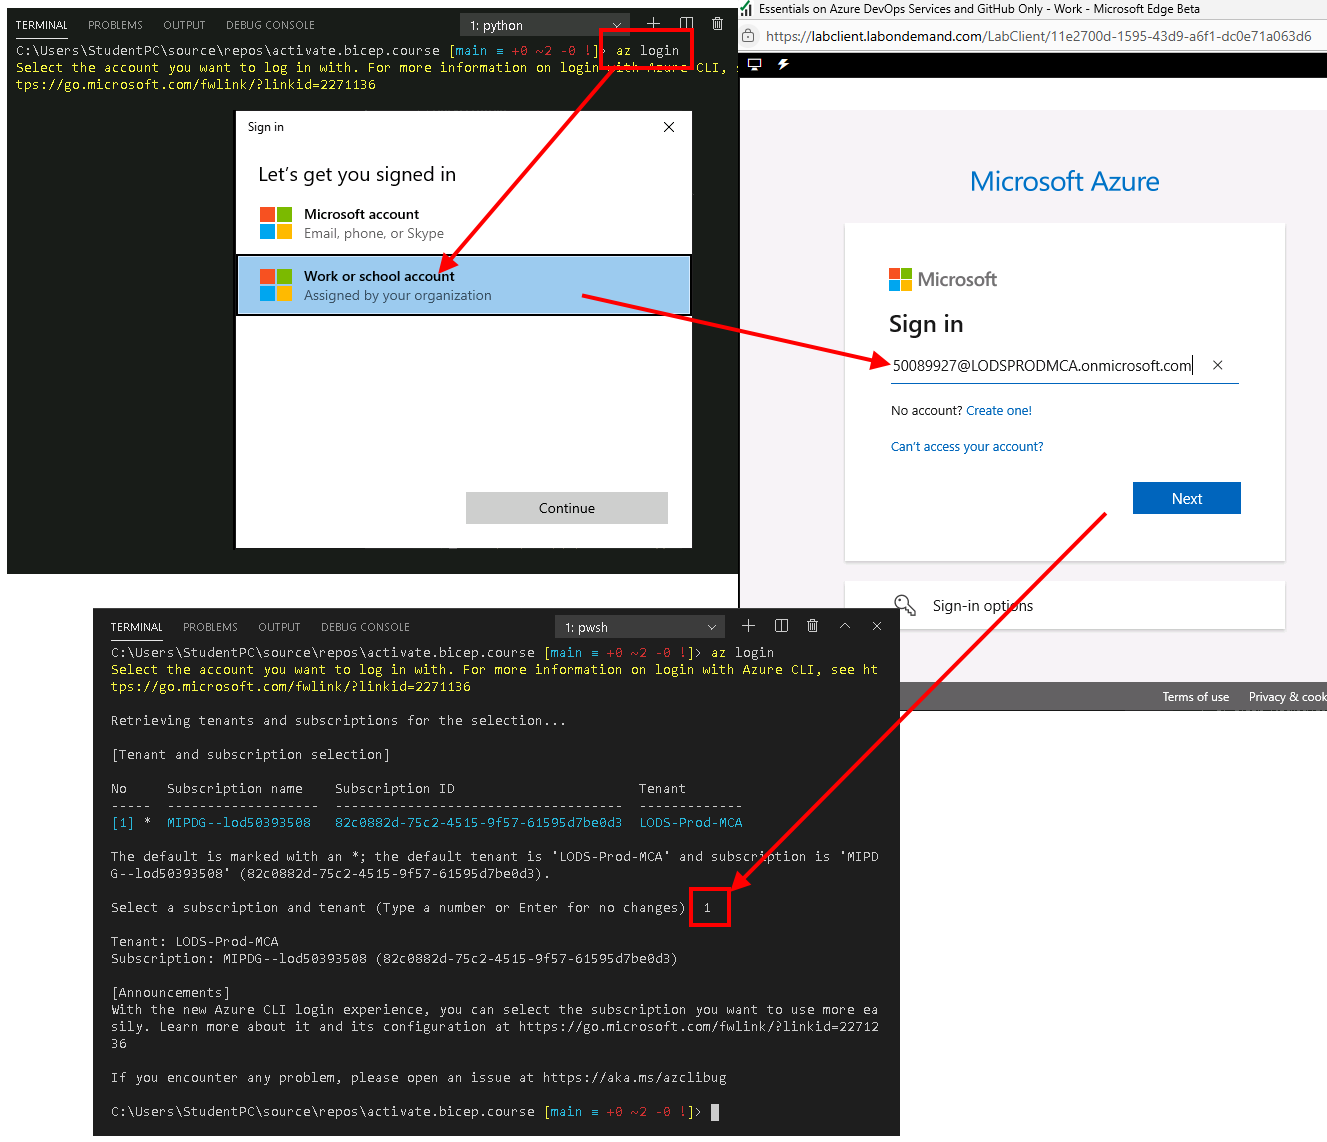 TERMINAL PROBLEMS OUTPUT DEBUG CONSOLE 1: python
C:\Users\StudentPC\source\repos\activate.bicep.course [main ≡ +0 ~2 -0 !]> az login
Select the account you want to log in with. For more information on login with Azure CLI, s
tps://go.microsoft.com/fwlink/?linkid=2271136
Sign in
Let's get you signed in
Microsoft account
Email, phone, or Skype
Work or school account
Assigned by your organization
Continue
Essentials on Azure DevOps Services and GitHub Only - Work - Microsoft Edge Beta
https://labclient.labondemand.com/LabClient/11e2700d-1595-43d9-a6f1-dc0e71a063d6
Microsoft Azure
Microsoft
Sign in
50089927@LODSPRODMCA.onmicrosoft.com
No account? Create one!
Can't access your account?
Next
Sign-in options
Terms of use Privacy & cook
TERMINAL PROBLEMS OUTPUT DEBUG CONSOLE 1: pwsh
C:\Users\StudentPC\source\repos\activate.bicep.course [main ≡ +0 ~2 -0 !]> az login
Select the account you want to log in with. For more information on login with Azure CLI, see ht
tps://go.microsoft.com/fwlink/?linkid=2271136
Retrieving tenants and subscriptions for the selection...
[Tenant and subscription selection]
No Subscription name Subscription ID Tenant
----- ------------------- ------------------------------------ -------------
[1] * MIPDG--lod50393508 82c0882d-75c2-4515-9f57-61595d7be0d3 LODS-Prod-MCA
The default is marked with an *; the default tenant is 'LODS-Prod-MCA' and subscription is 'MIPD
G--lod50393508' (82c0882d-75c2-4515-9f57-61595d7be0d3).
Select a subscription and tenant (Type a number or Enter for no changes) 1
Tenant: LODS-Prod-MCA
Subscription: MIPDG--lod50393508 (82c0882d-75c2-4515-9f57-61595d7be0d3)
[Announcements]
With the new Azure CLI login experience, you can select the subscription you want to use more ea
sily. Learn more about it and its configuration at https://go.microsoft.com/fwlink/?linkid=22712
36
If you encounter any problem, please open an issue at https://aka.ms/azclibug
C:\Users\StudentPC\source\repos\activate.bicep.course [main ≡ +0 ~2 -0 !]>